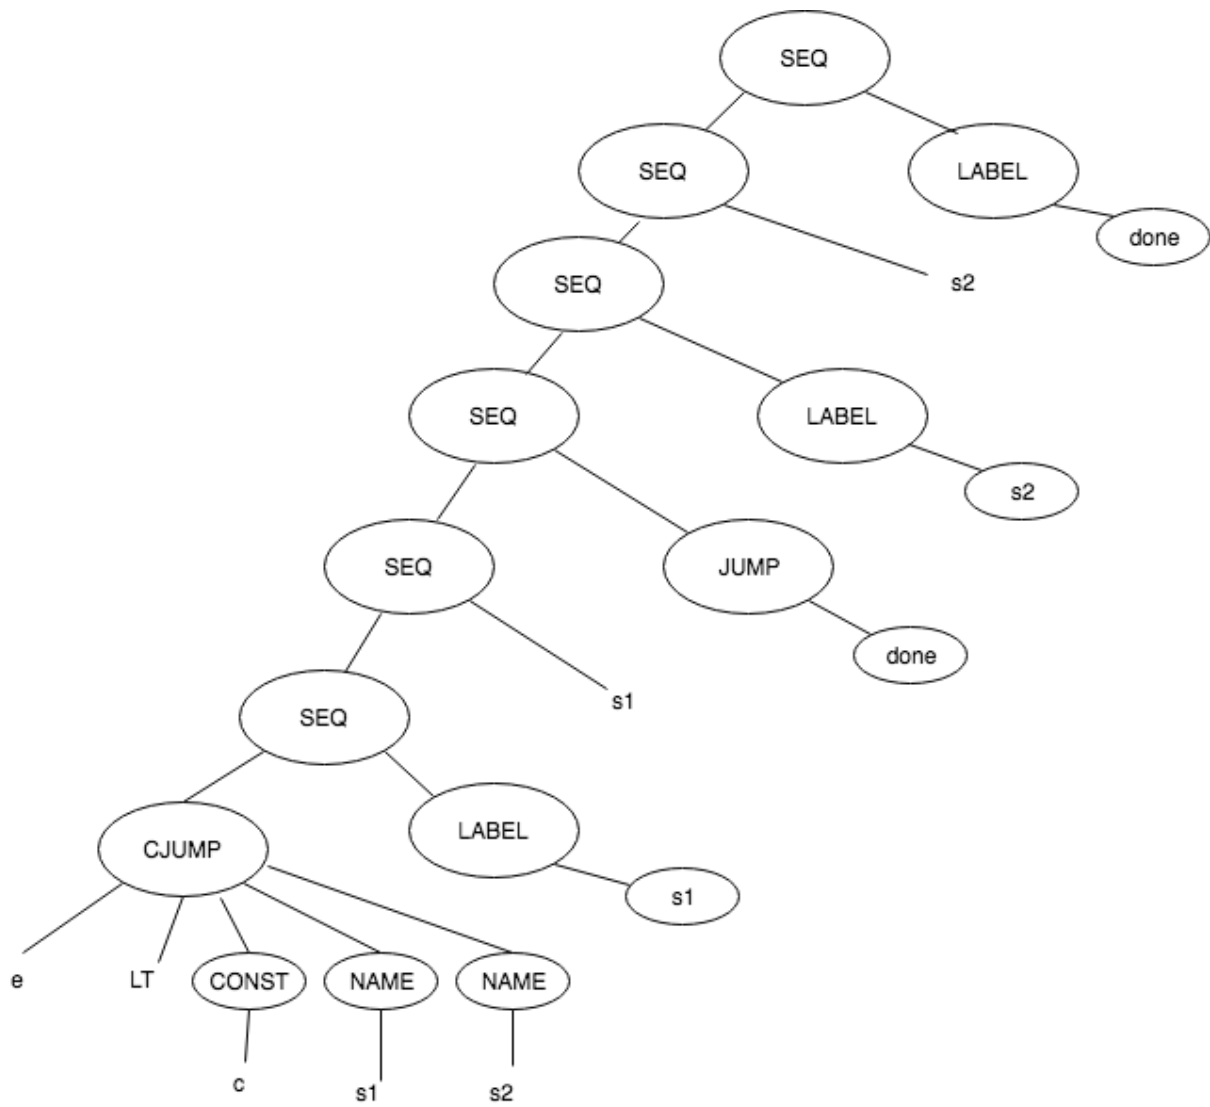 SEQ
SEQ
LABEL
done
SEQ
s2
SEQ
LABEL
s2
SEQ
JUMP
done
SEQ
s1
CJUMP
LABEL
s1
e
LT
CONST
NAME
NAME
c
s1
s2